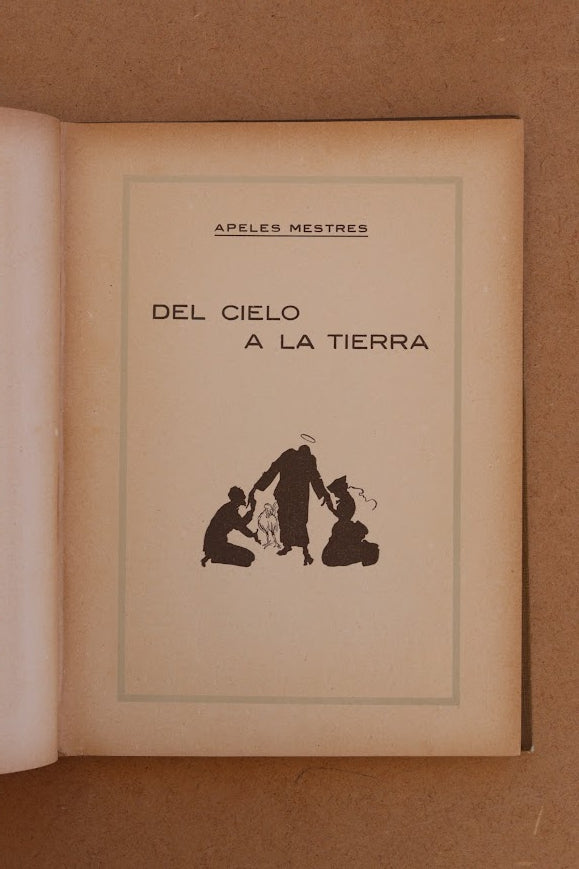 APELES MESTRES
DEL CIELO
A LA TIERRA